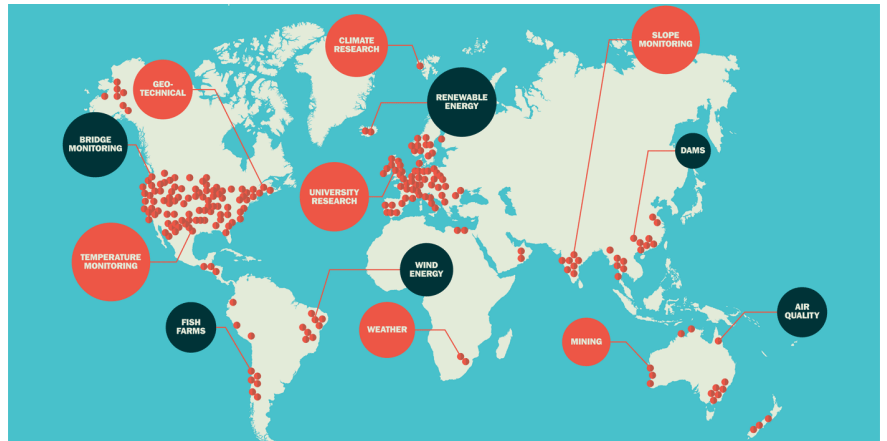 CLIMATE
RESEARCH
SLOPE
MONITORING
GEO-
TECHNICAL
RENEWABLE
ENERGY
BRIDGE
MONITORING
DAMS
UNIVERSITY
RESEARCH
TEMPERATURE
MONITORING
WIND
ENERGY
FISH
FARMS
WEATHER
AIR
QUALITY
MINING